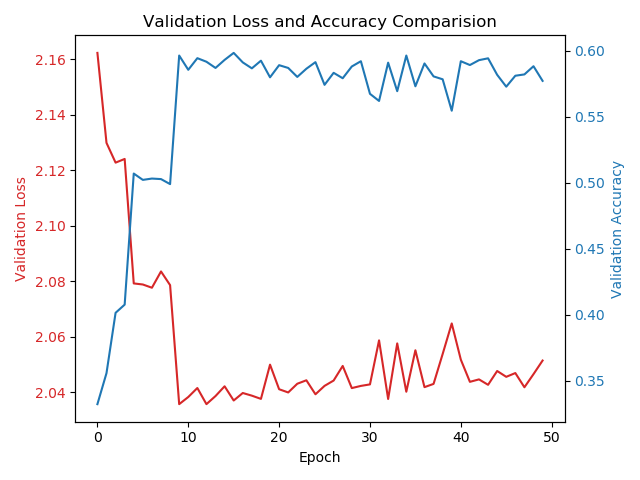 Validation Loss and Accuracy Comparision
2.16
2.14
2.12
2.10
2.08
2.06
2.04
Validation Loss
0.60
0.55
0.50
0.45
0.40
0.35
Validation Accuracy
0 10 20 30 40 50
Epoch